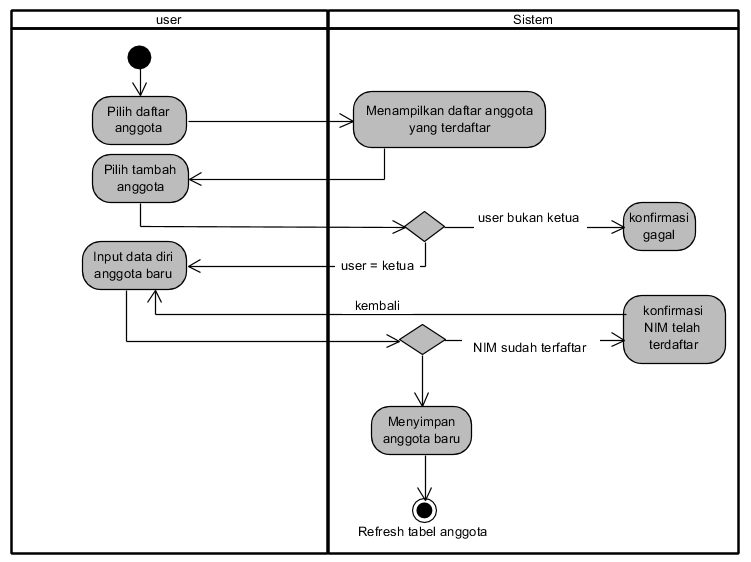 user
Sistem
Pilih daftar
anggota
Menampilkan daftar anggota
yang terdaftar
Pilih tambah
anggota
user bukan ketua
konfirmasi
gagal
Input data diri
anggota baru
user = ketua
kembali
konfirmasi
NIM telah
terdaftar
NIM sudah terfaftar
Menyimpan
anggota baru
Refresh tabel anggota